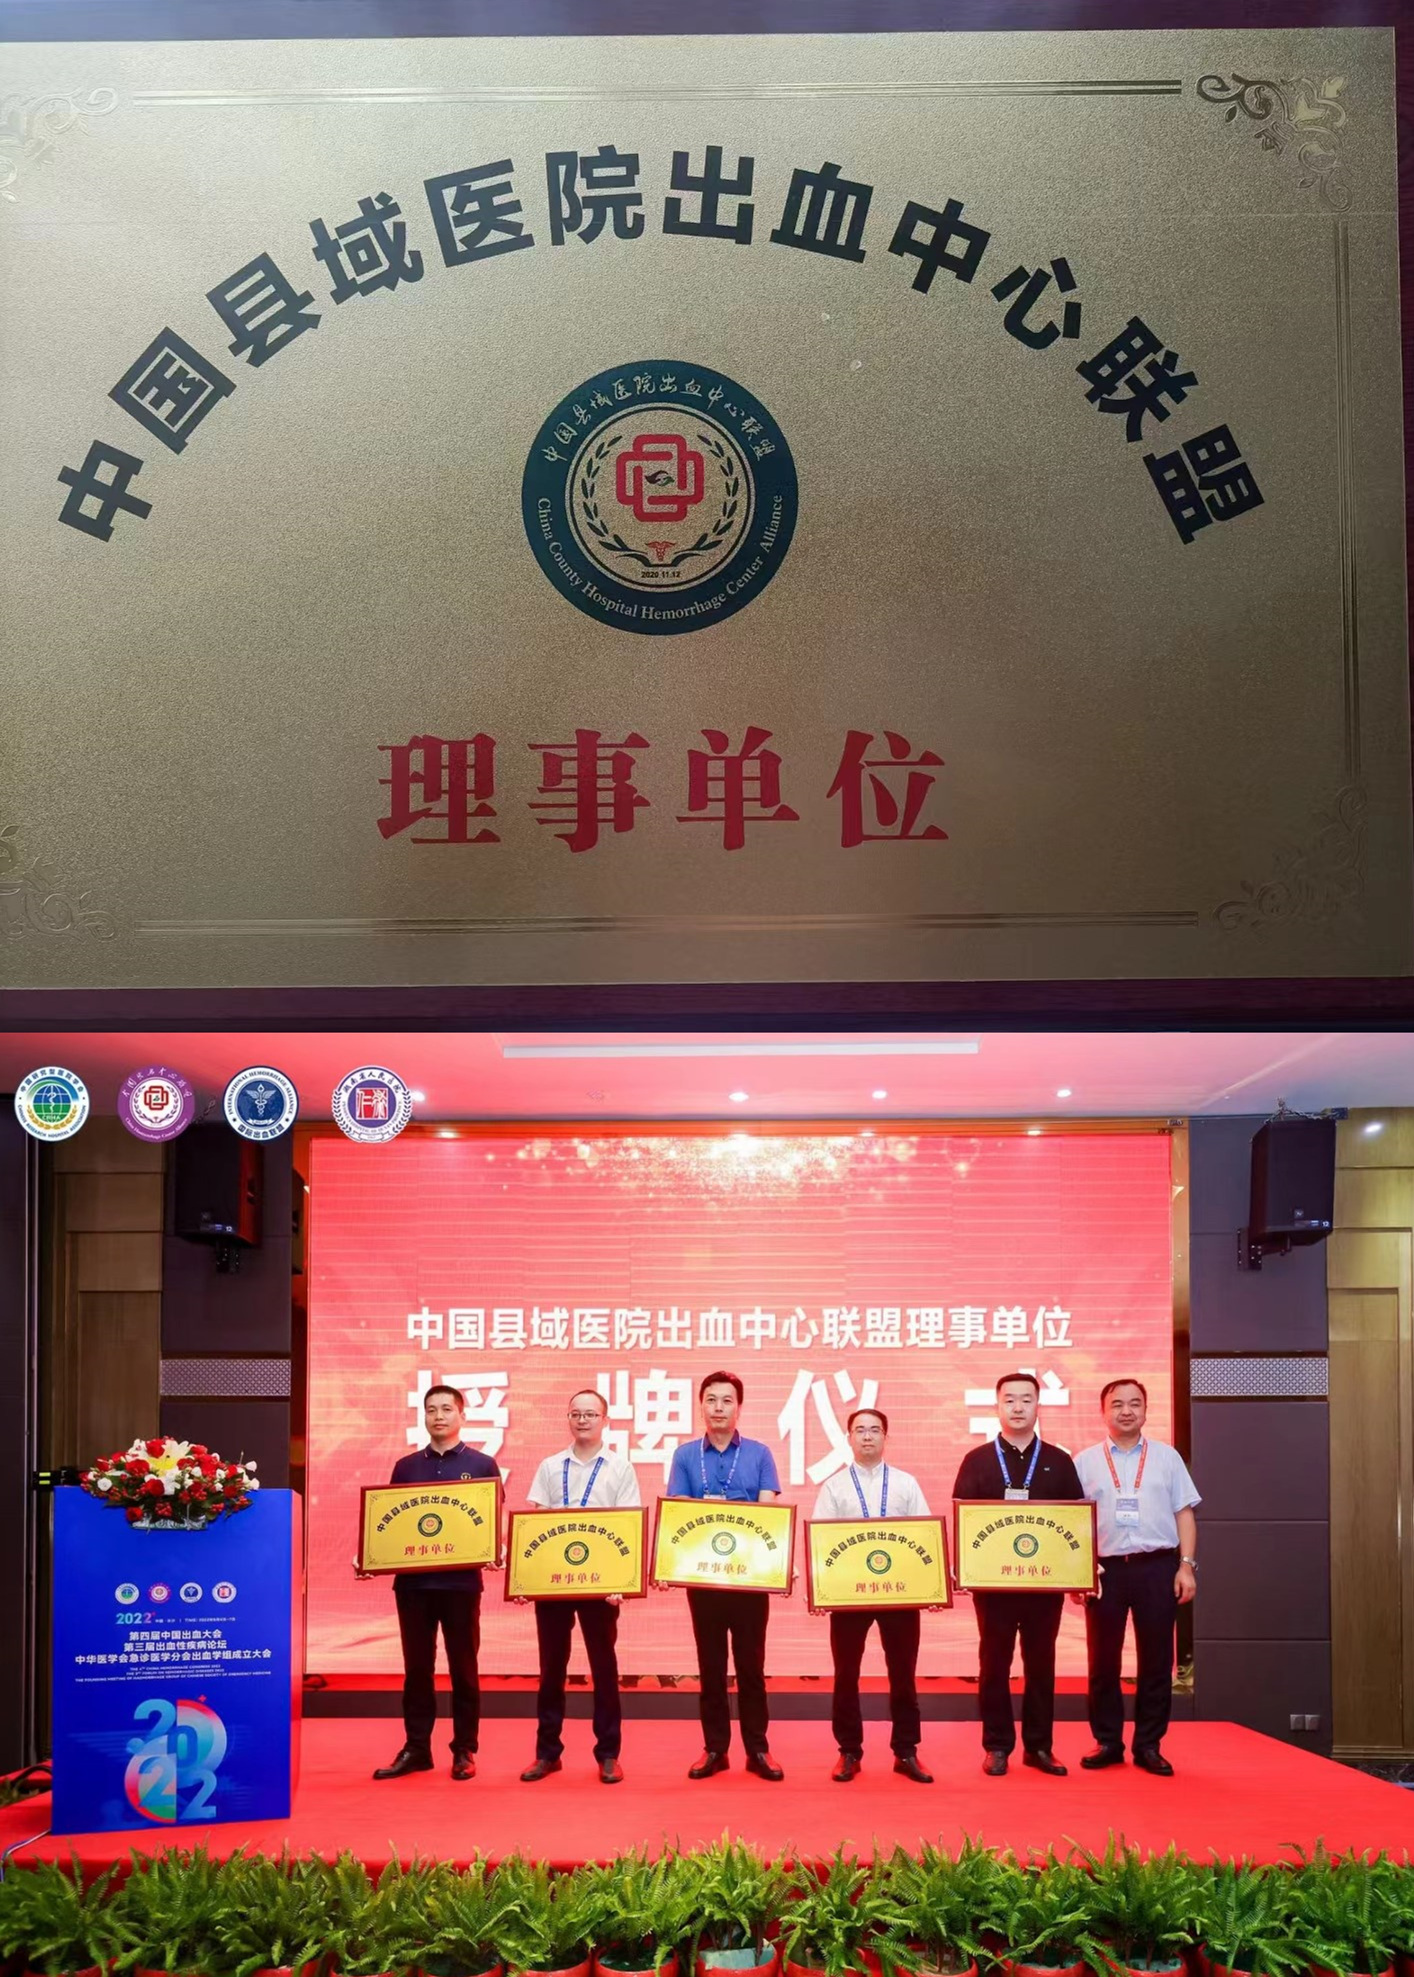 中国县域医院出血中心联盟
中国县域医院出血中心联盟
2020 11.12
China County Hospital Hemorrhage Center Alliance
理事单位
INTERNATIONAL HEMORRHAGE ALLIANCE
国际出血联盟
中国县域医院出血中心联盟理事单位
授牌仪式
中国县域医院出血中心联盟
理事单位
中国县域医院出血中心联盟
理事单位
中国县域医院出血中心联盟
理事单位
中国县域医院出血中心联盟
理事单位
中国县域医院出血中心联盟
理事单位
2022
第四届中国出血大会
第三届出血性疾病论坛
中华医学会急诊医学分会出血学组成立大会
2022